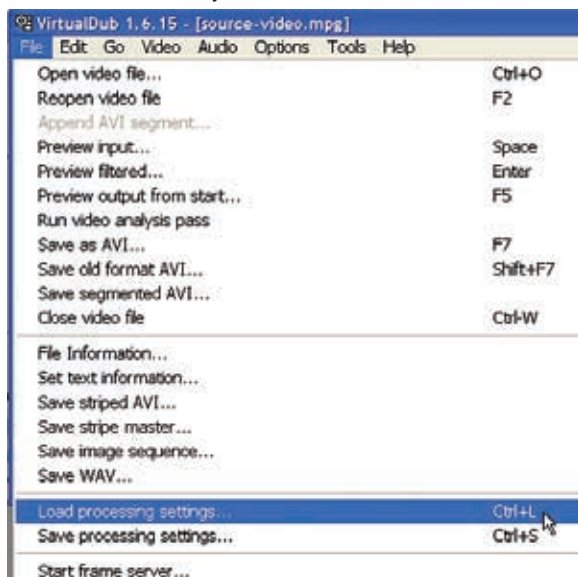 VirtualDub 1.6.15 - [source-video.mpg]
File Edit Go Video Audio Options Tools Help
Open video file... Ctrl+O
Reopen video file F2
Append AVI segment...
Preview input... Space
Preview filtered... Enter
Preview output from start... F5
Run video analysis pass
Save as AVI... F7
Save old format AVI... Shift+F7
Save segmented AVI...
Close video file Ctrl-W
File Information...
Set text information...
Save striped AVI...
Save stripe master...
Save image sequence...
Save WAV...
Load processing settings... Ctrl+L
Save processing settings... Ctrl+S
Start frame server...